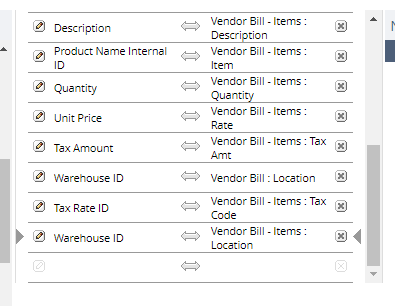 Description
Vendor Bill - Items :
Description
Product Name Internal
ID
Vendor Bill - Items :
Item
Quantity
Vendor Bill - Items :
Quantity
Unit Price
Vendor Bill - Items :
Rate
Tax Amount
Vendor Bill - Items : Tax
Amt
Warehouse ID
Vendor Bill : Location
Tax Rate ID
Vendor Bill - Items : Tax
Code
Warehouse ID
Vendor Bill - Items :
Location